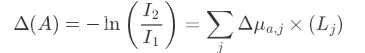 Δ(A) = − ln ( I₂ / I₁ ) = ∑ⱼ Δμₐ,ⱼ × (Lⱼ)